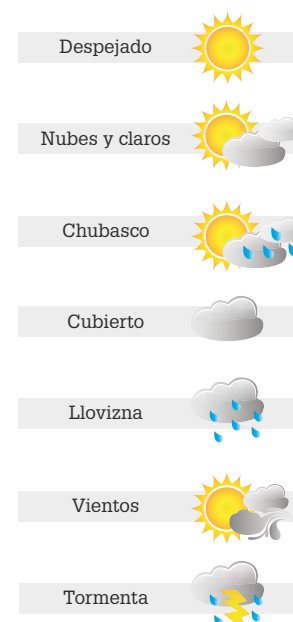 Despejado
Nubes y claros
Chubasco
Cubierto
Llovizna
Vientos
Tormenta